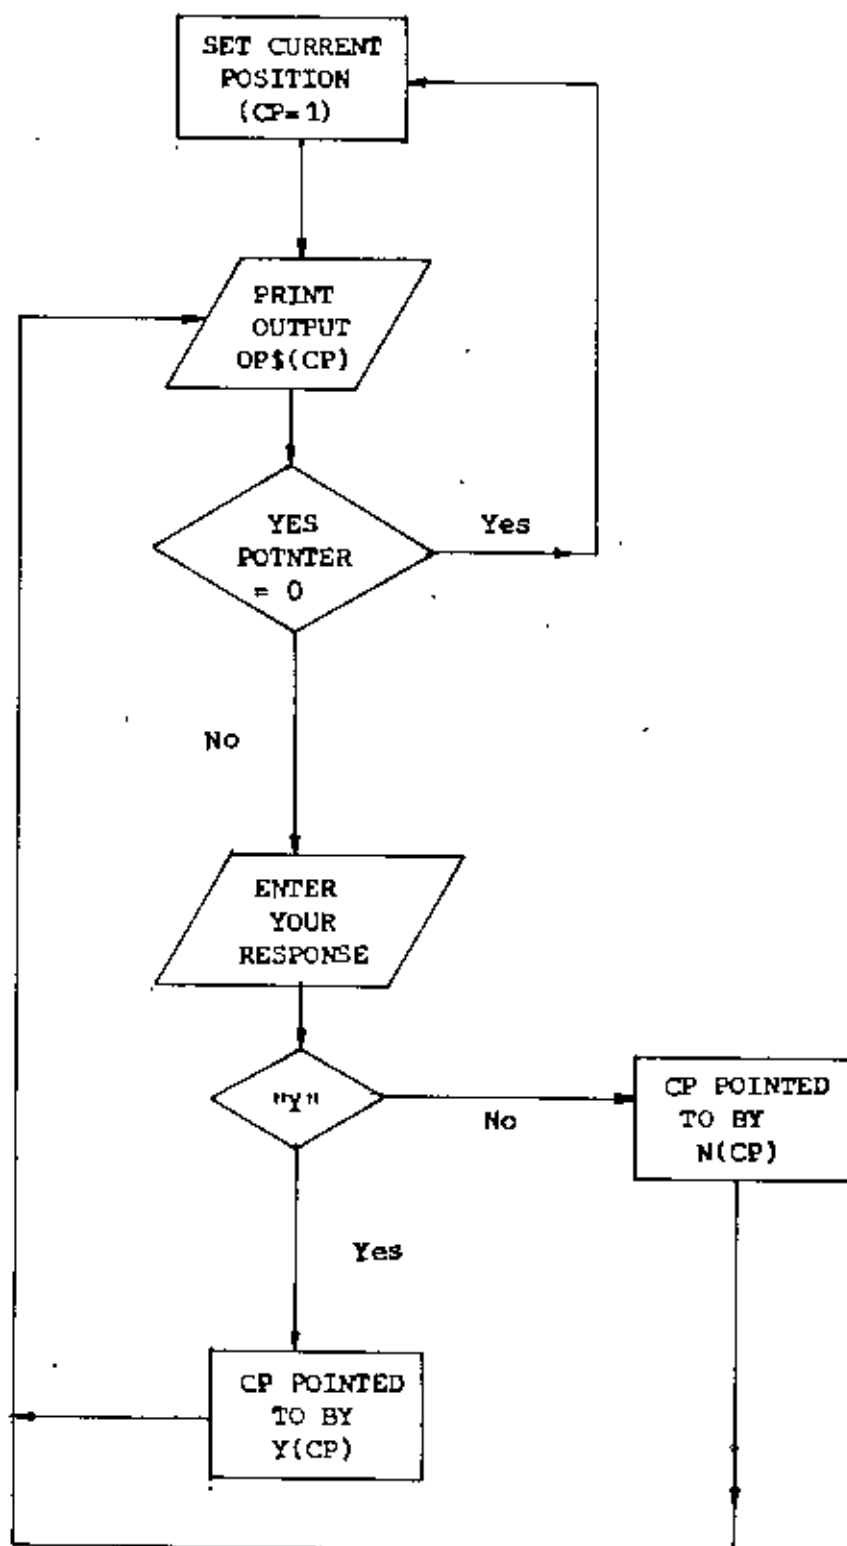 SET CURRENT
POSITION
(CP=1)
PRINT
OUTPUT
OP$(CP)
YES
POTNTER
= 0
Yes
No
ENTER
YOUR
RESPONSE
"Y"
No
CP POINTED
TO BY
N(CP)
Yes
CP POINTED
TO BY
Y(CP)